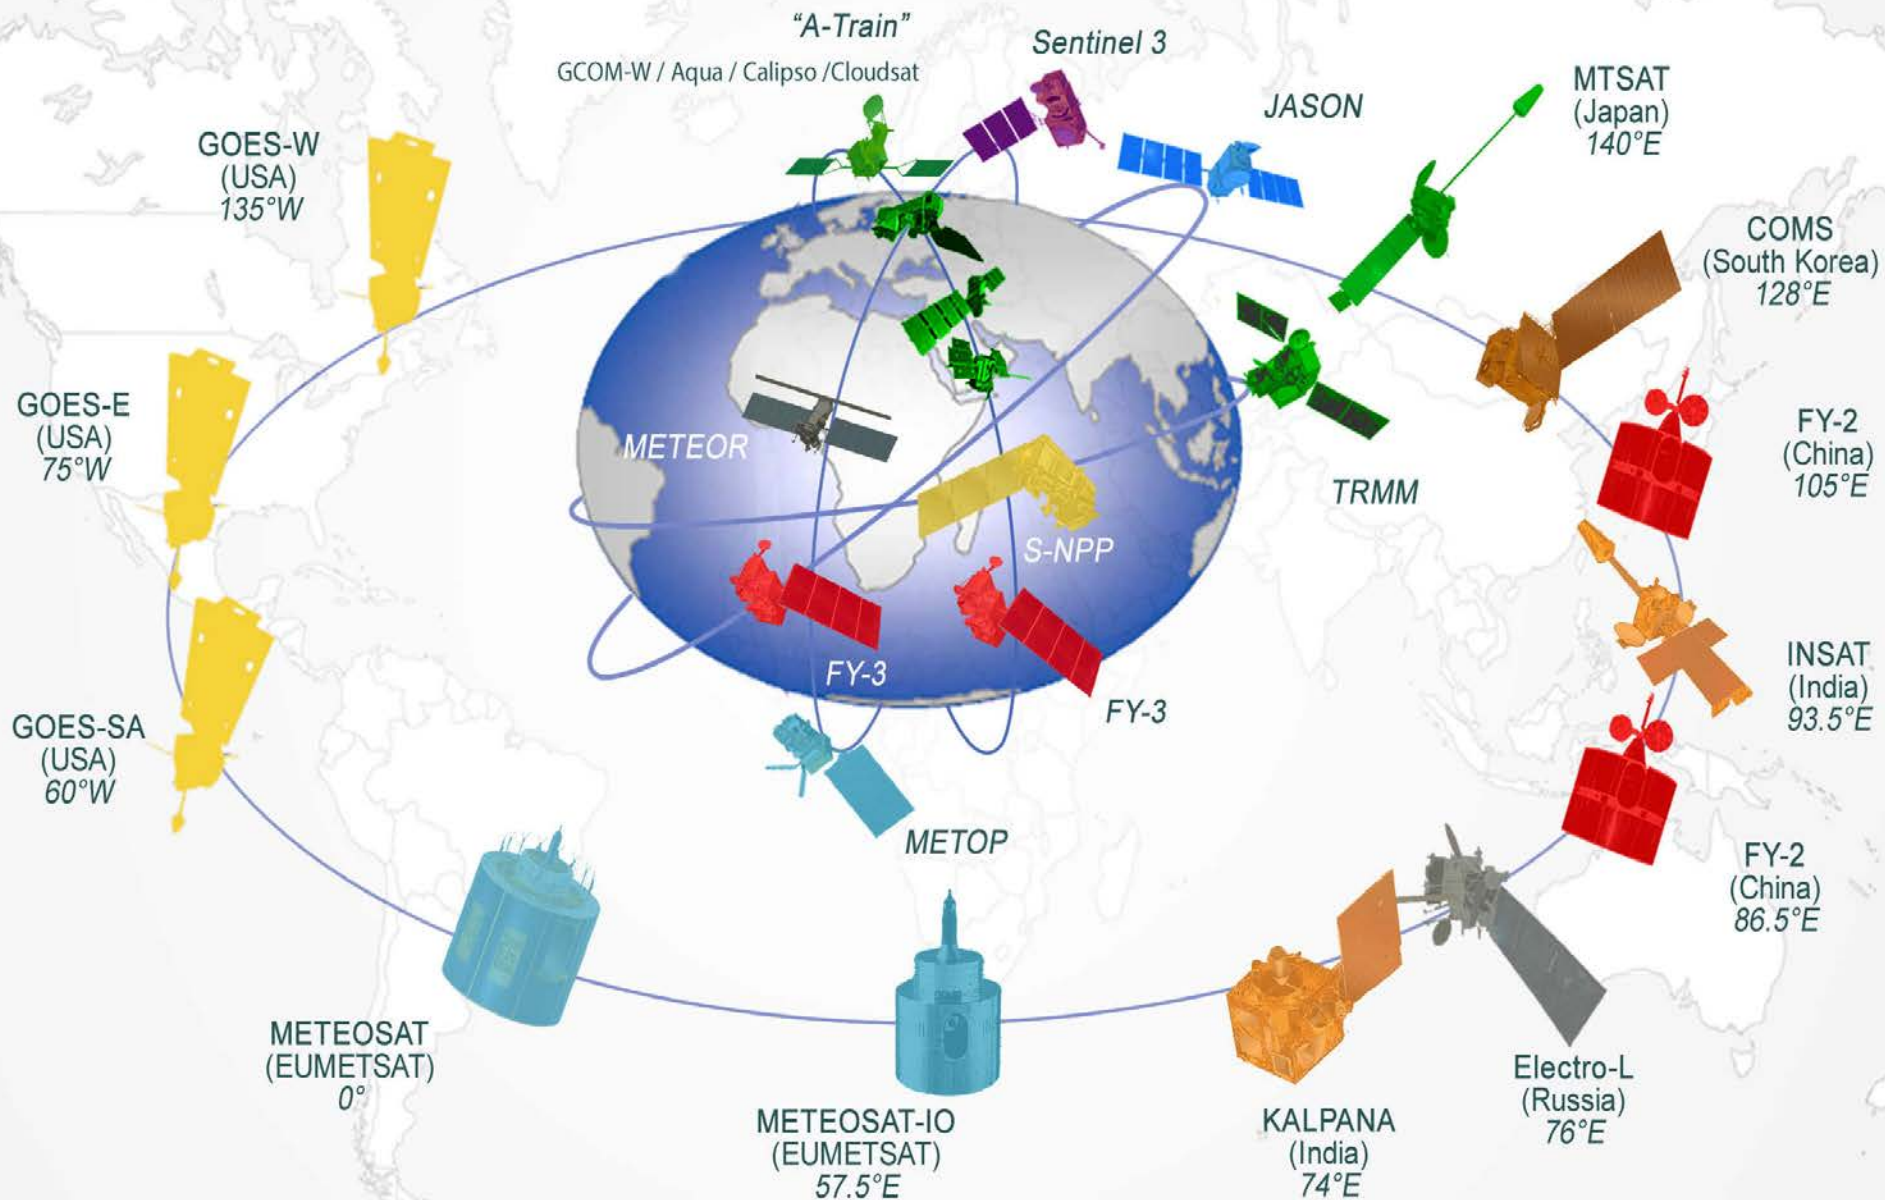 "A-Train"
GCOM-W / Aqua / Calipso /Cloudsat
Sentinel 3
JASON
MTSAT
(Japan)
140°E
GOES-W
(USA)
135°W
COMS
(South Korea)
128°E
GOES-E
(USA)
75°W
METEOR
TRMM
FY-2
(China)
105°E
S-NPP
FY-3
FY-3
INSAT
(India)
93.5°E
GOES-SA
(USA)
60°W
METOP
FY-2
(China)
86.5°E
METEOSAT
(EUMETSAT)
0°
METEOSAT-IO
(EUMETSAT)
57.5°E
KALPANA
(India)
74°E
Electro-L
(Russia)
76°E